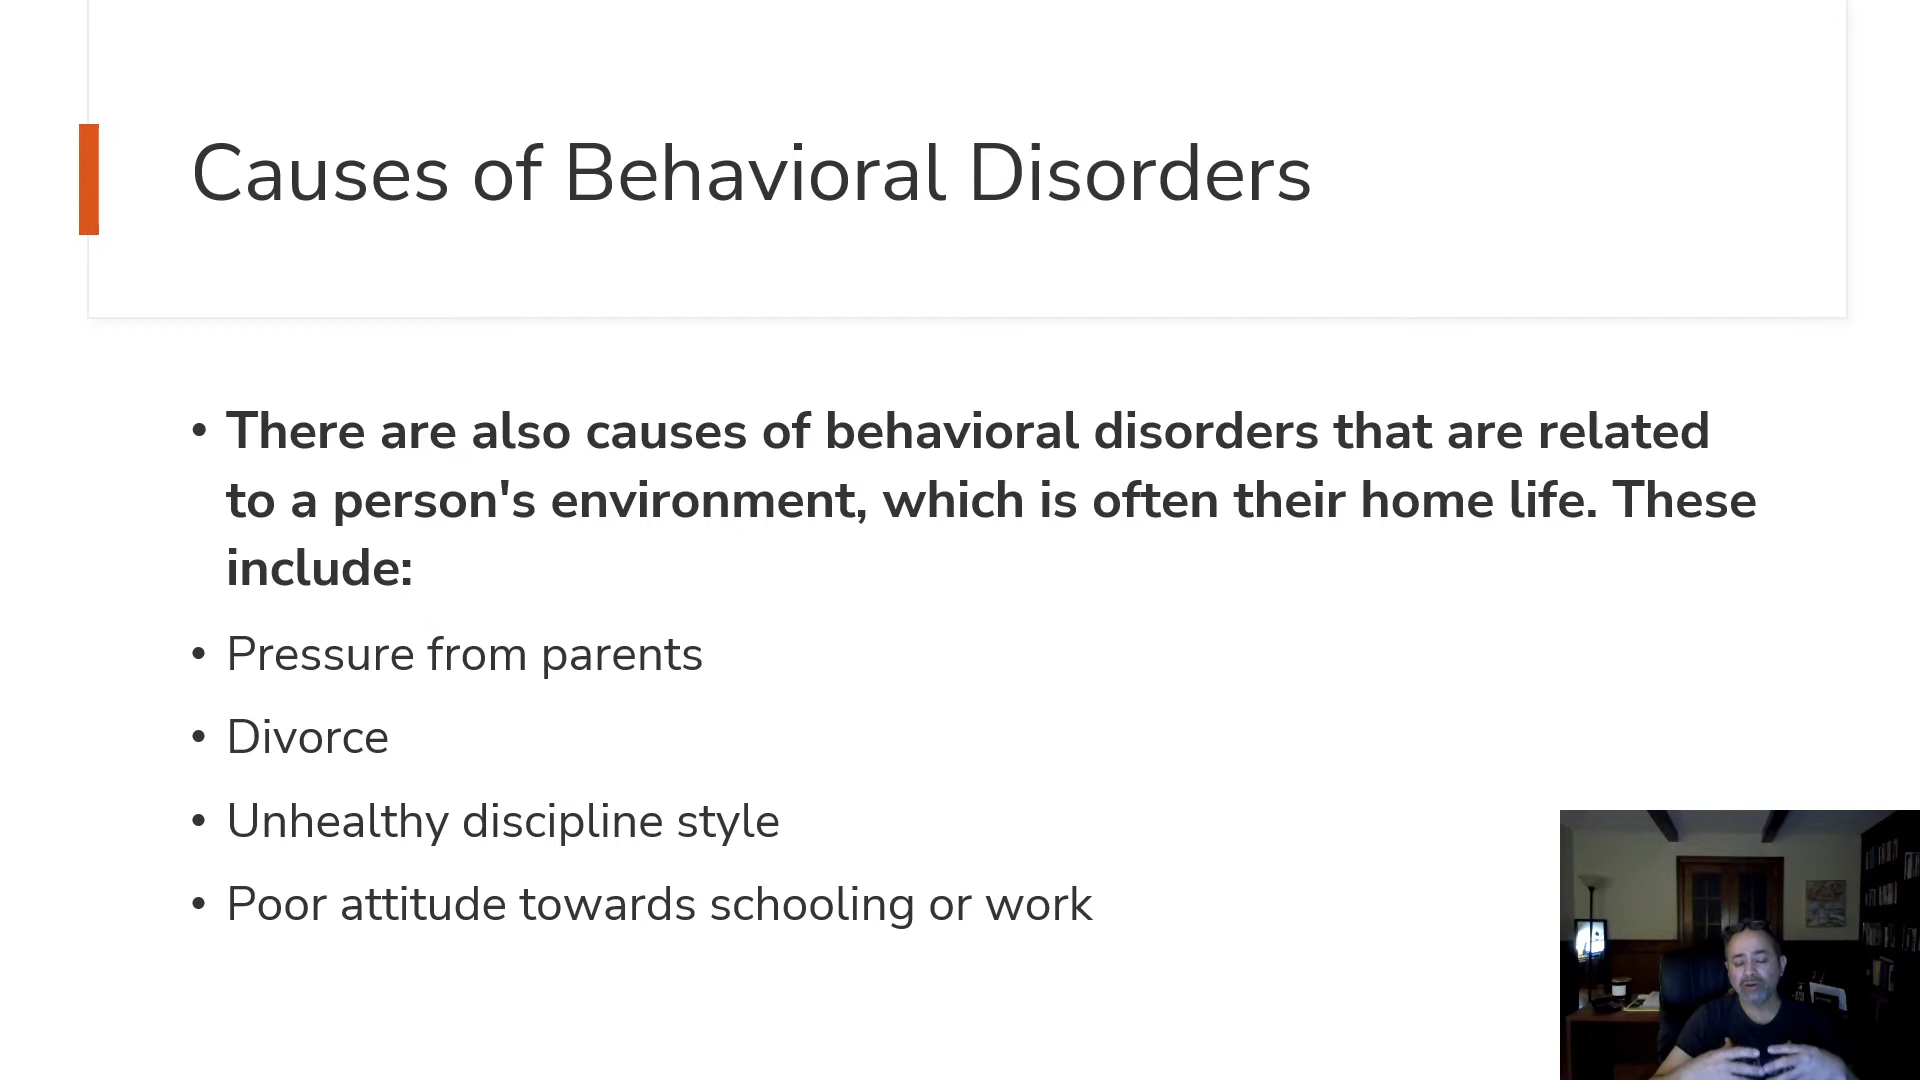 Causes of Behavioral Disorders
• There are also causes of behavioral disorders that are related
to a person's environment, which is often their home life. These
include:
• Pressure from parents
• Divorce
• Unhealthy discipline style
• Poor attitude towards schooling or work